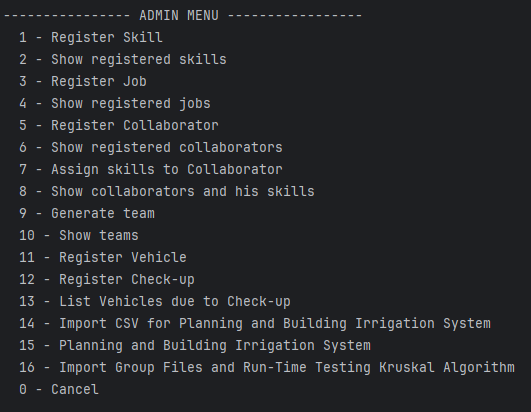 ---------------- ADMIN MENU -----------------
1 - Register Skill
2 - Show registered skills
3 - Register Job
4 - Show registered jobs
5 - Register Collaborator
6 - Show registered collaborators
7 - Assign skills to Collaborator
8 - Show collaborators and his skills
9 - Generate team
10 - Show teams
11 - Register Vehicle
12 - Register Check-up
13 - List Vehicles due to Check-up
14 - Import CSV for Planning and Building Irrigation System
15 - Planning and Building Irrigation System
16 - Import Group Files and Run-Time Testing Kruskal Algorithm
0 - Cancel